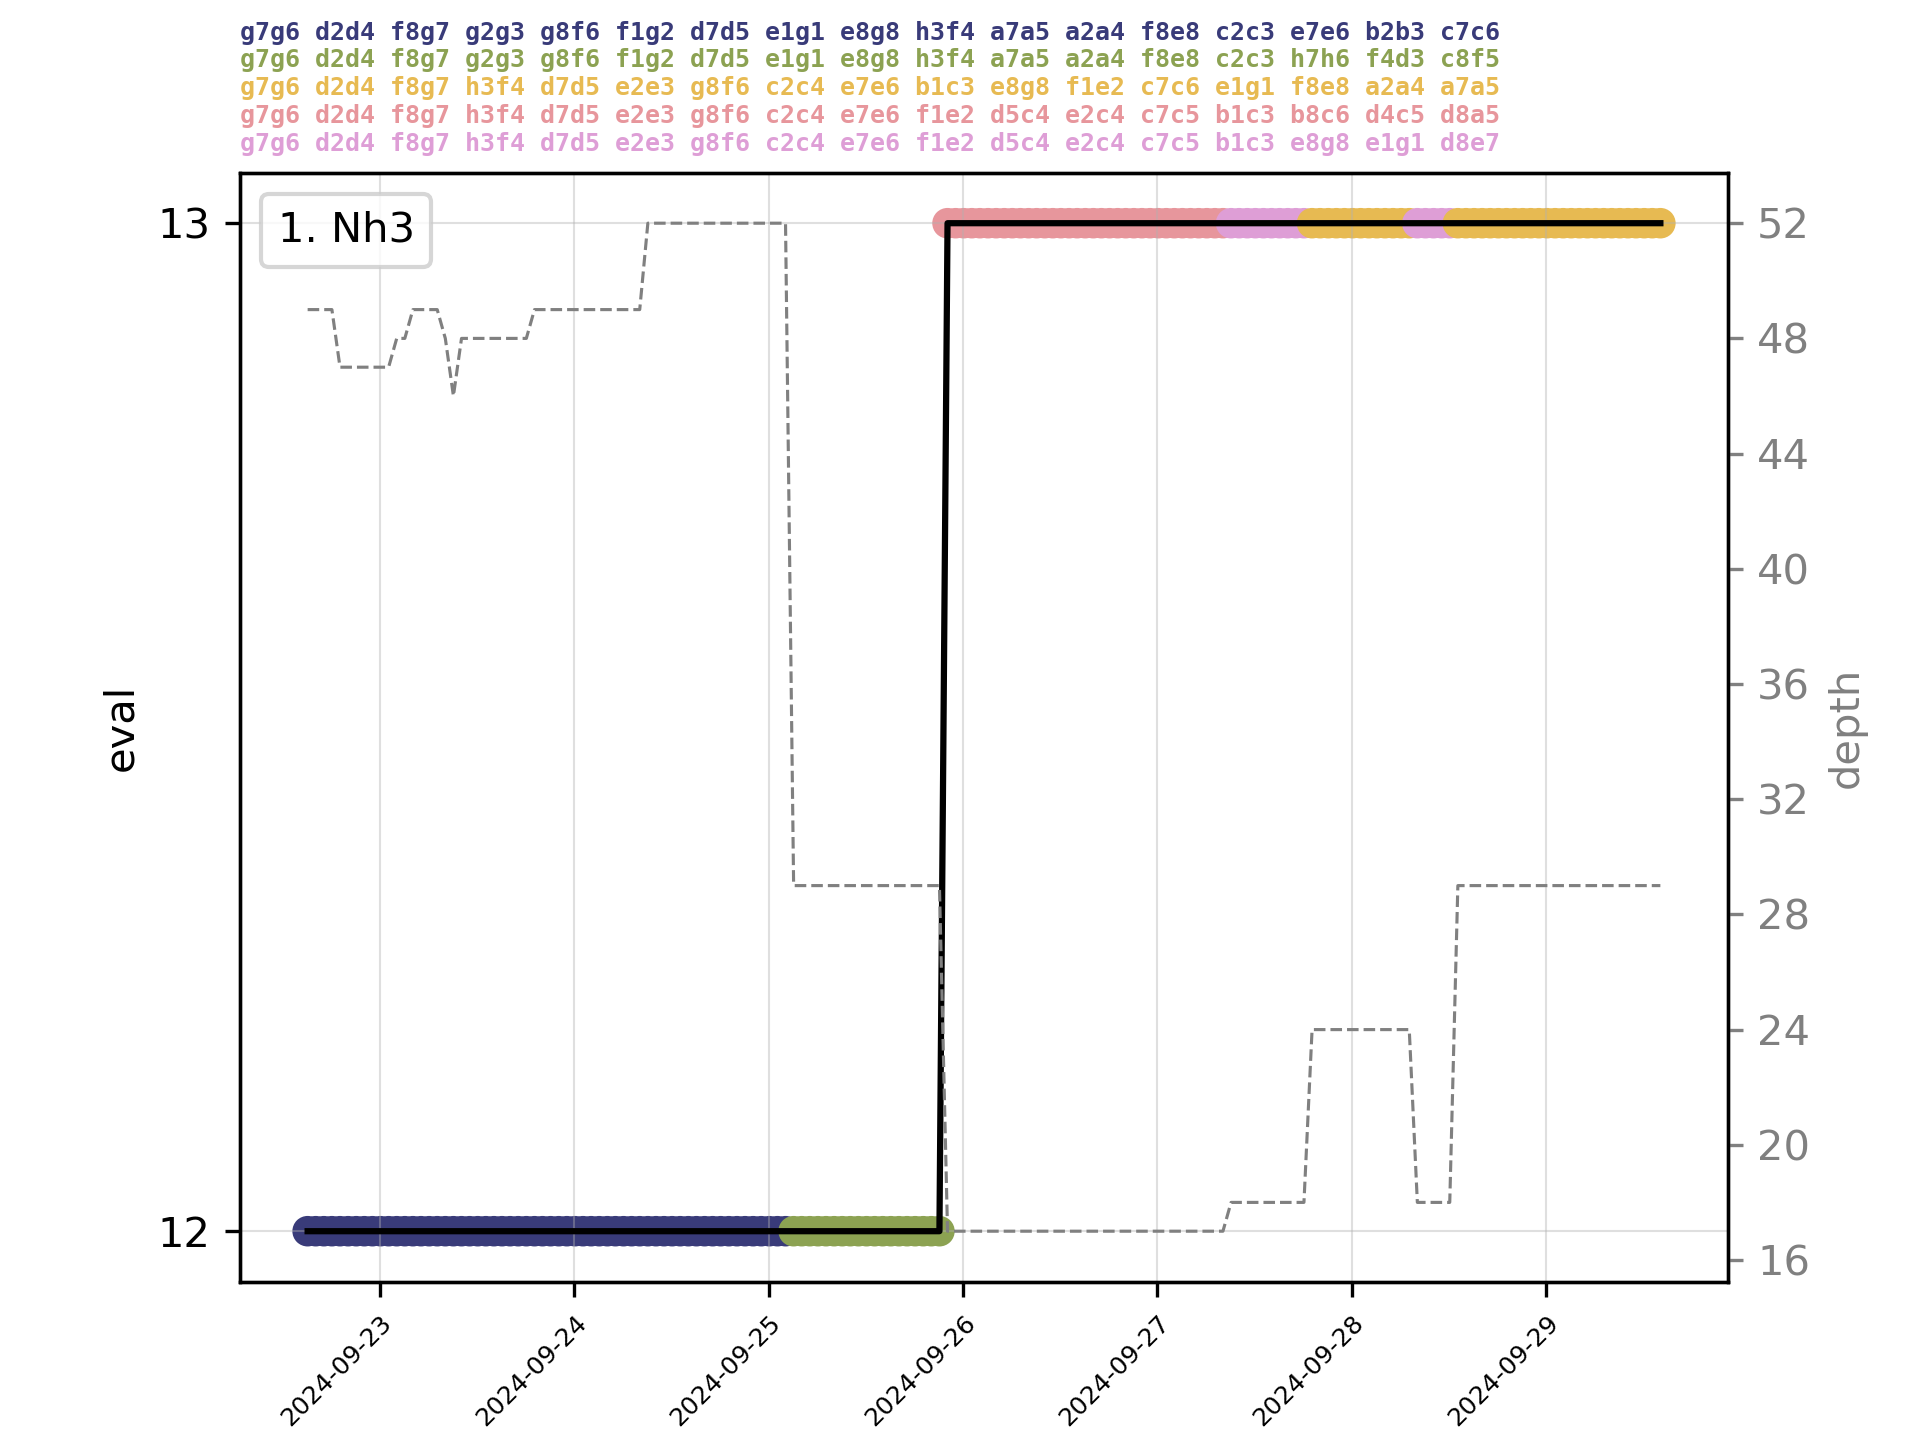 g7g6 d2d4 f8g7 g2g3 g8f6 f1g2 d7d5 e1g1 e8g8 h3f4 a7a5 a2a4 f8e8 c2c3 e7e6 b2b3 c7c6
g7g6 d2d4 f8g7 g2g3 g8f6 f1g2 d7d5 e1g1 e8g8 h3f4 a7a5 a2a4 f8e8 c2c3 h7h6 f4d3 c8f5
g7g6 d2d4 f8g7 h3f4 d7d5 e2e3 g8f6 c2c4 e7e6 b1c3 e8g8 f1e2 c7c6 e1g1 f8e8 a2a4 a7a5
g7g6 d2d4 f8g7 h3f4 d7d5 e2e3 g8f6 c2c4 e7e6 f1e2 d5c4 e2c4 c7c5 b1c3 b8c6 d4c5 d8a5
g7g6 d2d4 f8g7 h3f4 d7d5 e2e3 g8f6 c2c4 e7e6 f1e2 d5c4 e2c4 c7c5 b1c3 e8g8 e1g1 d8e7
1. Nh3
13
12
eval
52
48
44
40
36
32
28
24
20
16
depth
2024-09-23
2024-09-24
2024-09-25
2024-09-26
2024-09-27
2024-09-28
2024-09-29